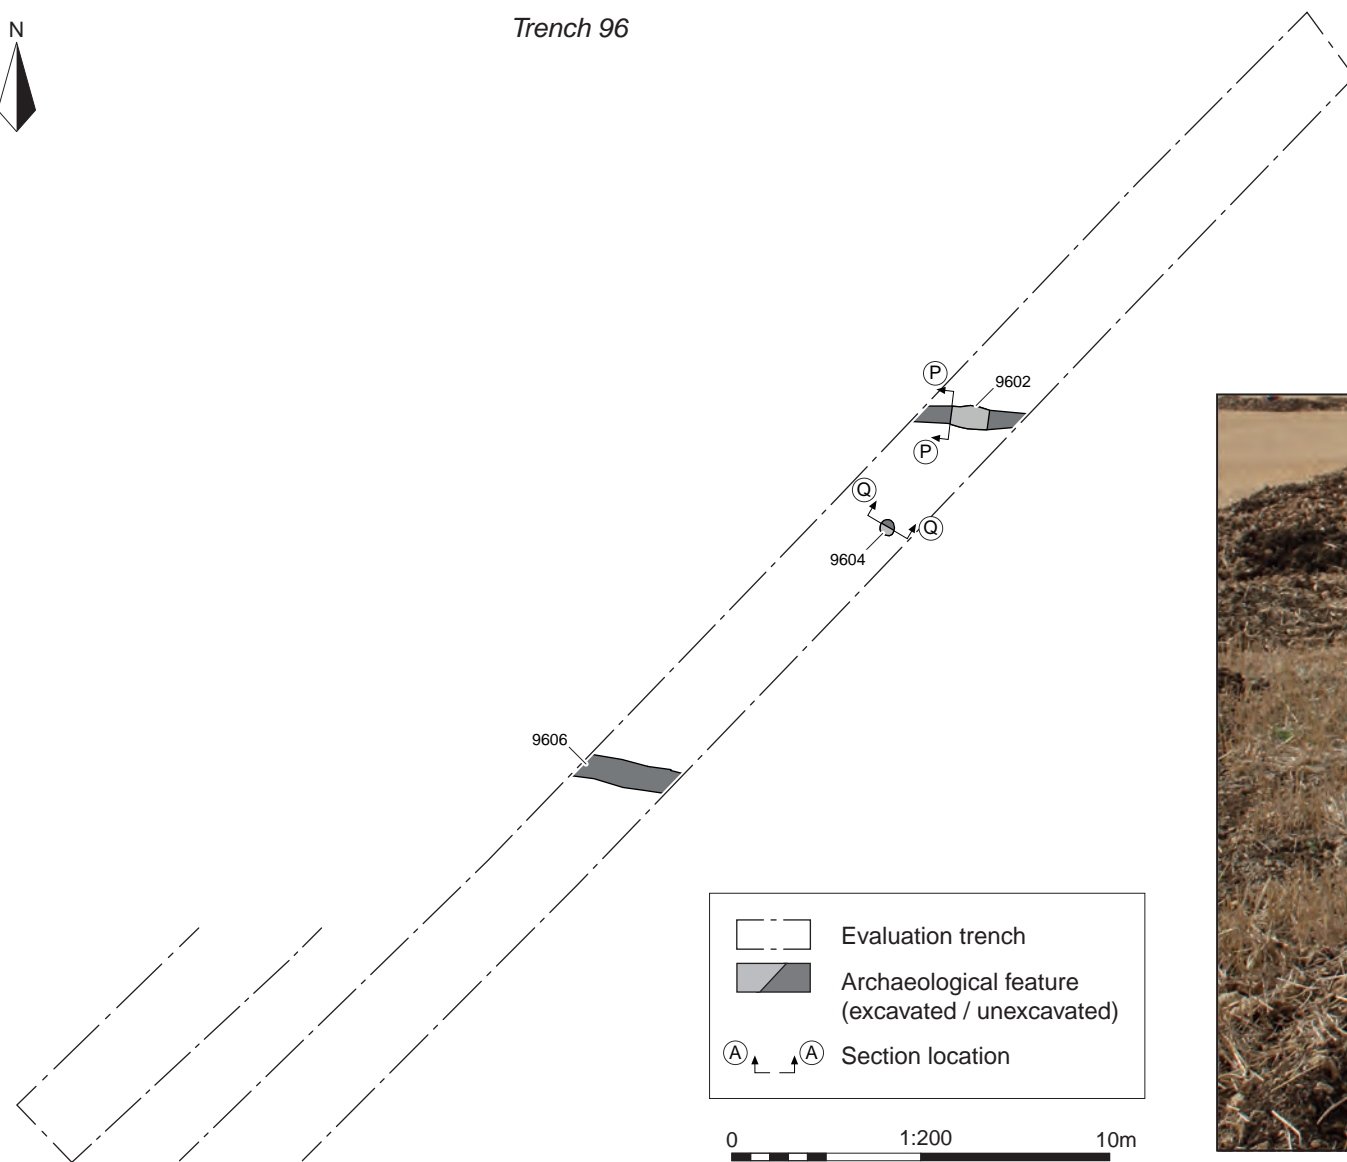 N
Trench 96
P
9602
P
Q
Q
9604
9606
Evaluation trench
Archaeological feature
(excavated / unexcavated)
A A Section location
0 1:200 10m